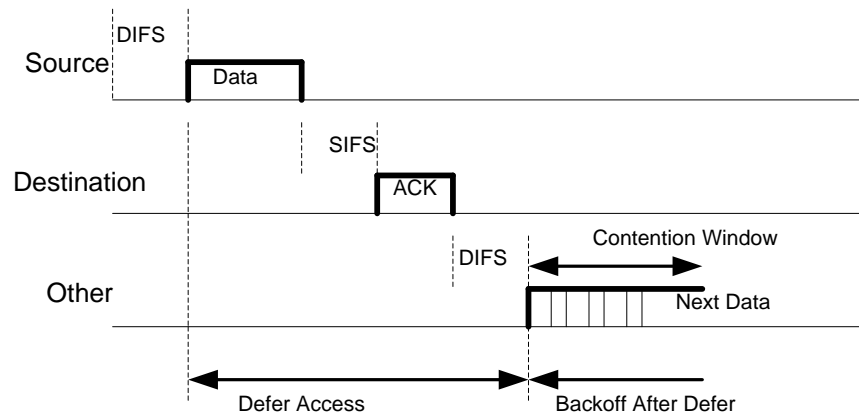 DIFS
Source
Data
SIFS
Destination
ACK
DIFS
Contention Window
Other
Next Data
Defer Access
Backoff After Defer